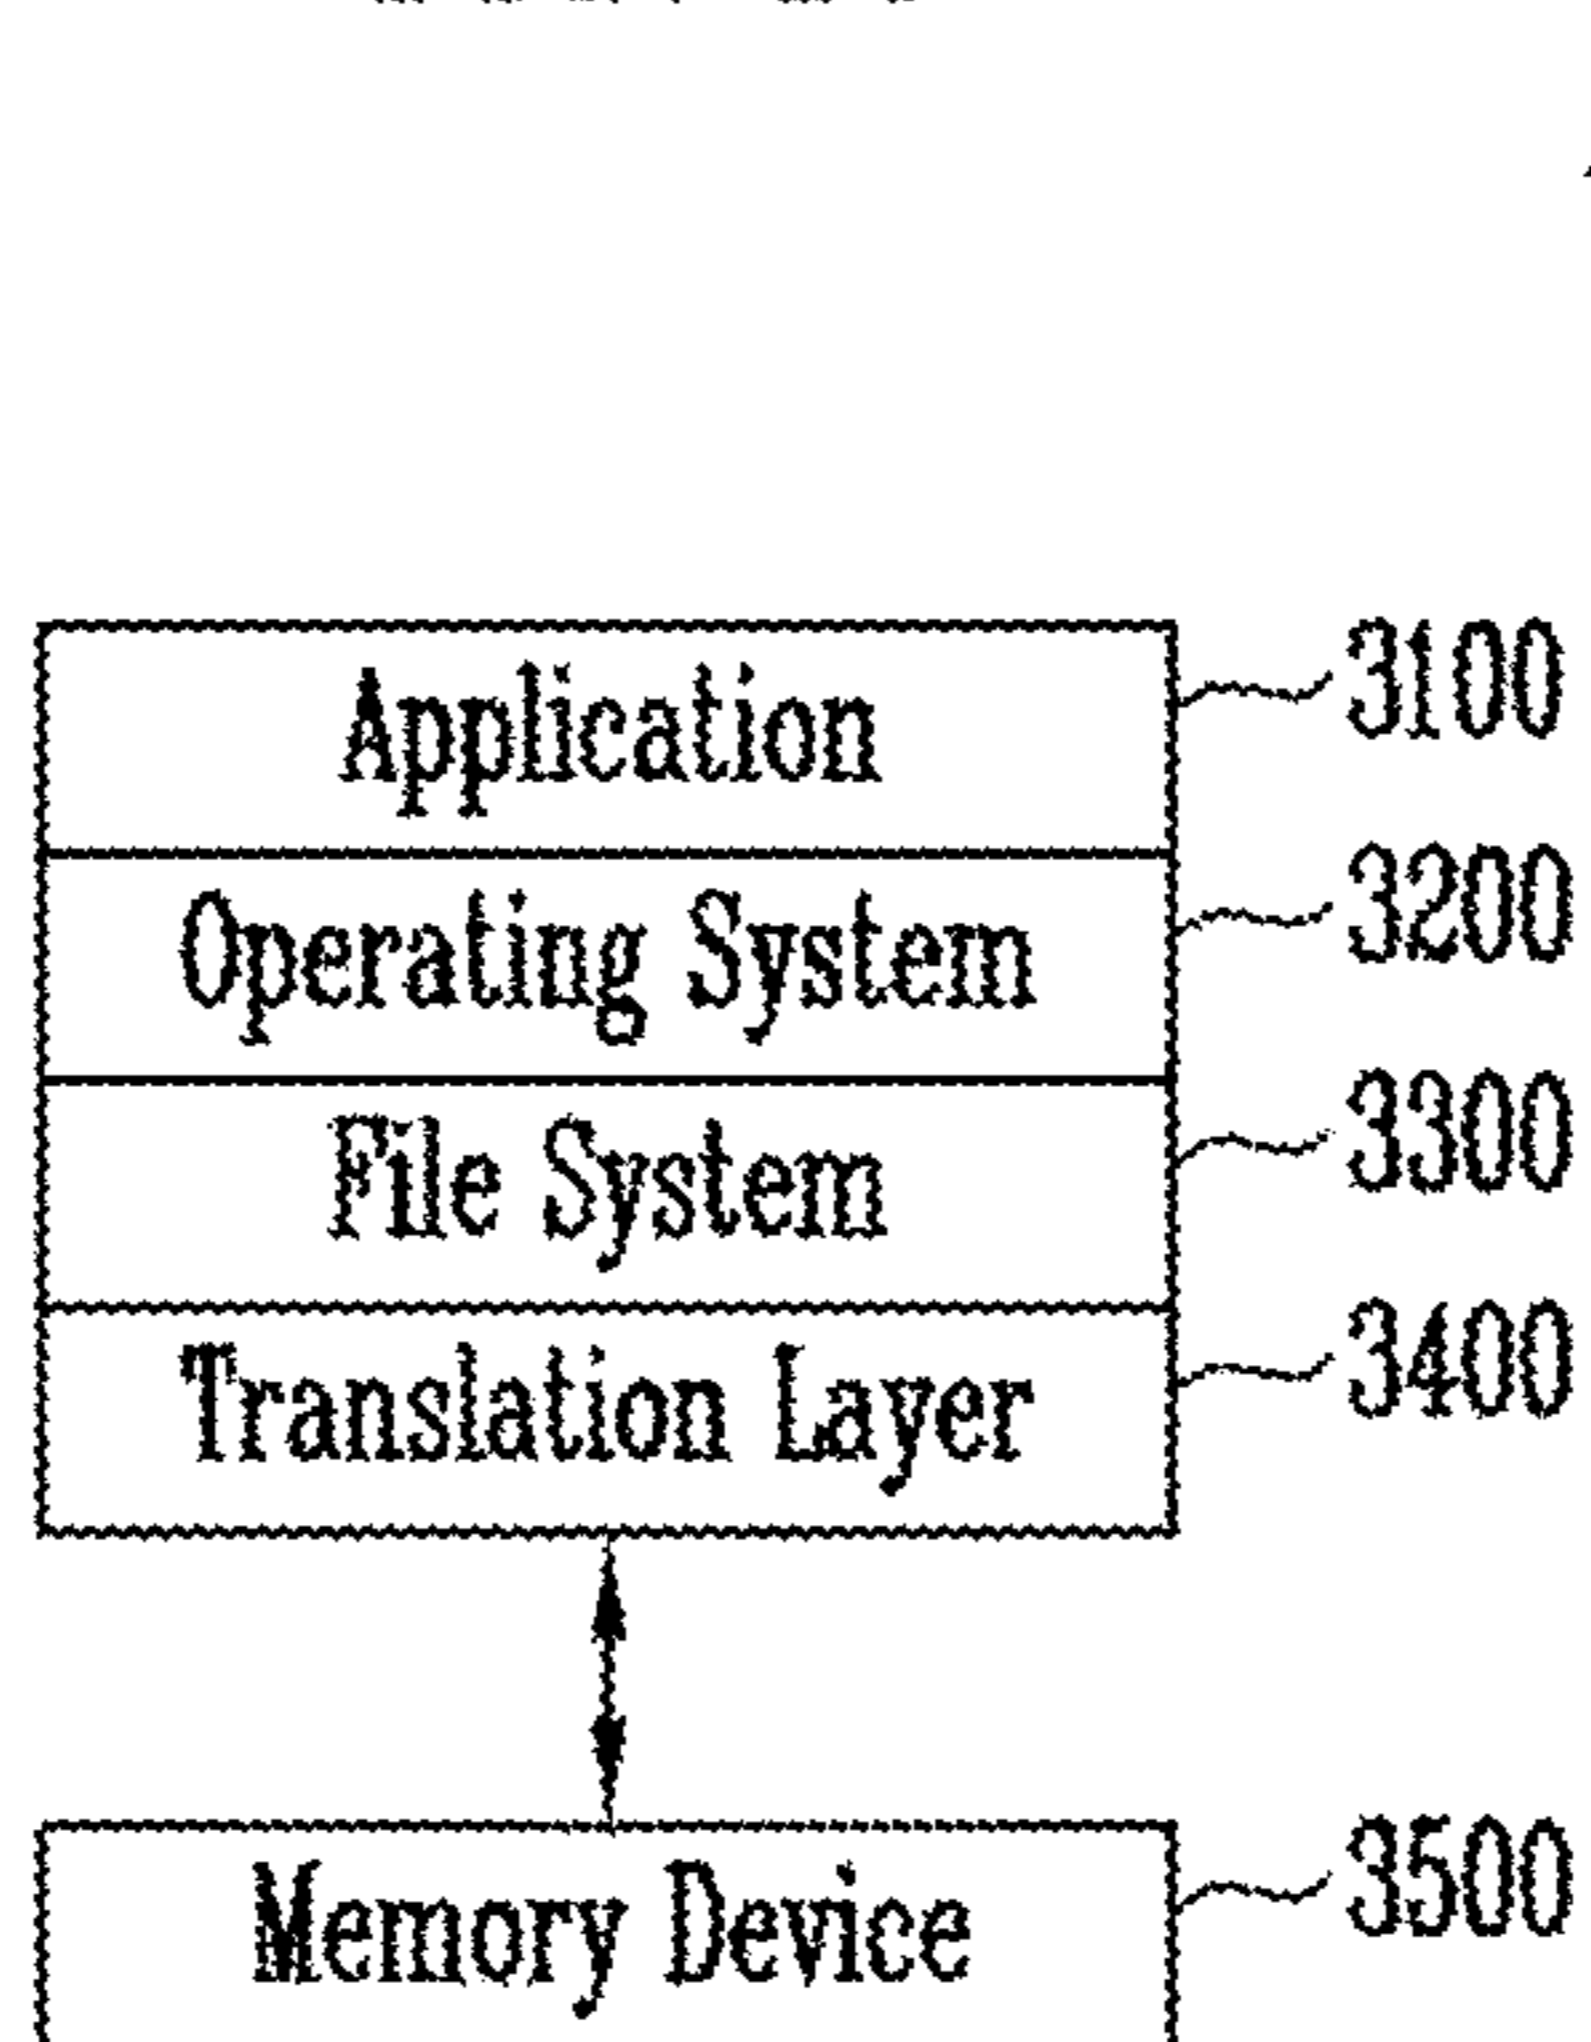 Application 3100
Operating System 3200
File System 3300
Translation Layer 3400
Memory Device 3500